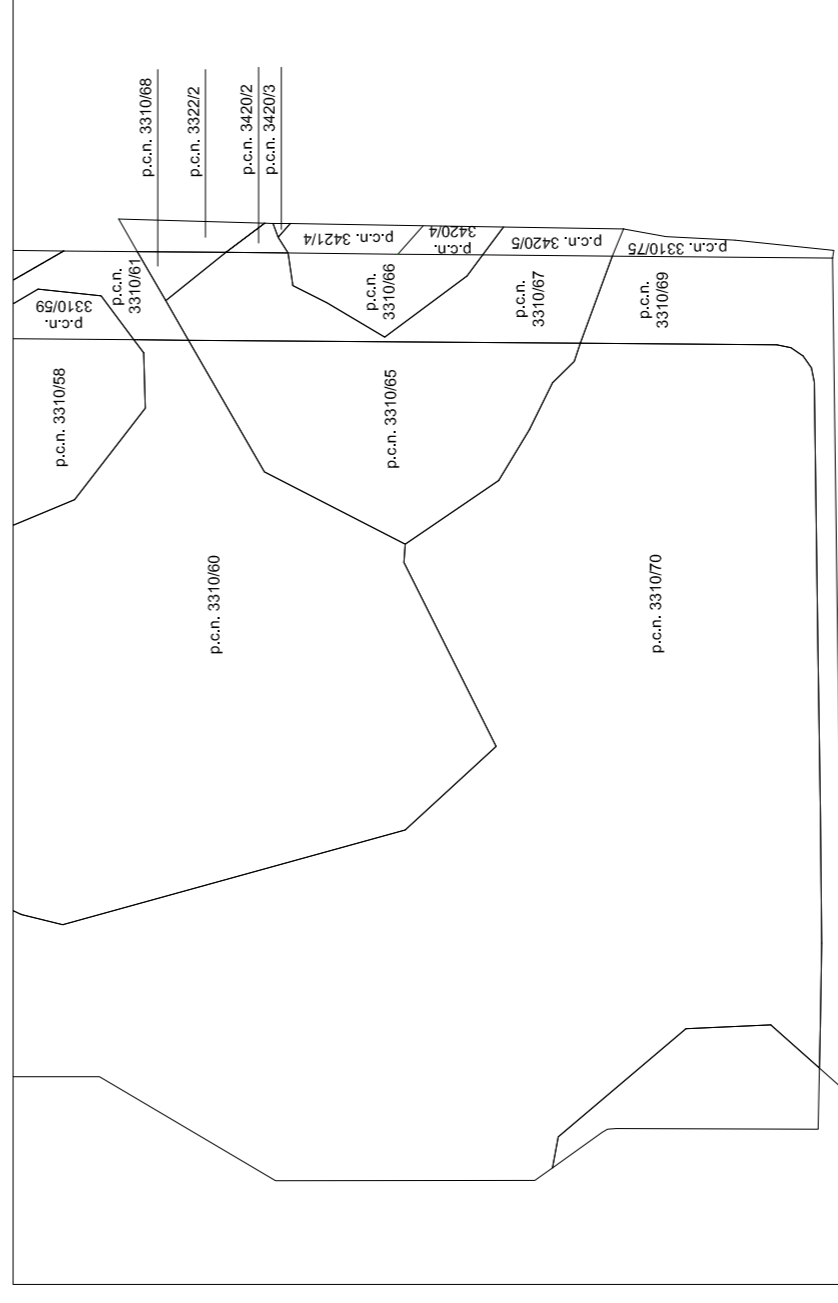 p.c.n. 3310/68
p.c.n. 3322/2
p.c.n. 3420/2
p.c.n. 3420/3
p.c.n. 3421/4
p.c.n.
3420/4
p.c.n. 3420/5
p.c.n. 3310/75
p.c.n.
3310/59
p.c.n.
3310/61
p.c.n.
3310/66
p.c.n.
3310/67
p.c.n.
3310/69
p.c.n. 3310/58
p.c.n. 3310/65
p.c.n. 3310/60
p.c.n. 3310/70